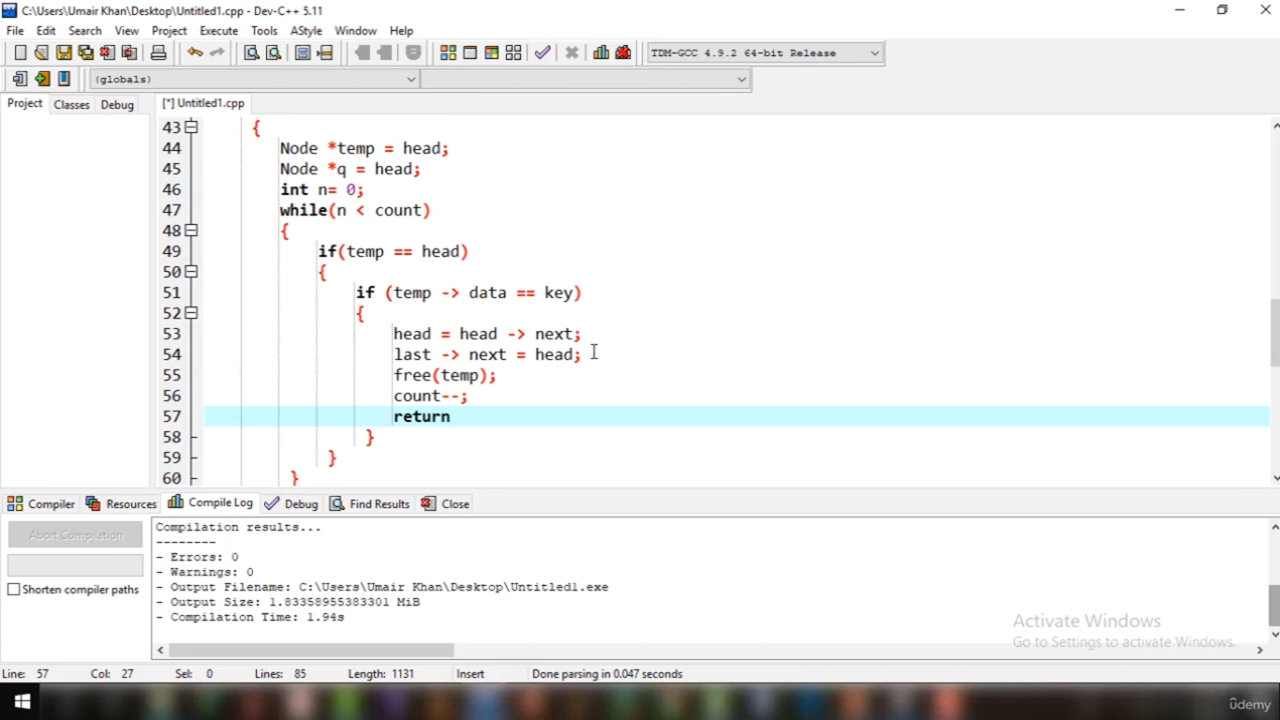 C:\Users\Umair Khan\Desktop\Untitled1.cpp - Dev-C++ 5.11
File Edit Search View Project Execute Tools AStyle Window Help
TDM-GCC 4.9.2 64-bit Release
(globals)
Project Classes Debug [*] Untitled1.cpp
43 {
44 Node *temp = head;
45 Node *q = head;
46 int n= 0;
47 while(n < count)
48 {
49 if(temp == head)
50 {
51 if (temp -> data == key)
52 {
53 head = head -> next;
54 last -> next = head;
55 free(temp);
56 count--;
57 return
58 }
59 }
60 }
Compiler Resources Compile Log Debug Find Results Close
Abort Compilation
Shorten compiler paths
Compilation results...
--------
- Errors: 0
- Warnings: 0
- Output Filename: C:\Users\Umair Khan\Desktop\Untitled1.exe
- Output Size: 1.83358955383301 MiB
- Compilation Time: 1.94s
Activate Windows
Go to Settings to activate Windows.
Line: 57 Col: 27 Sel: 0 Lines: 85 Length: 1131 Insert Done parsing in 0.047 seconds
ûdemy